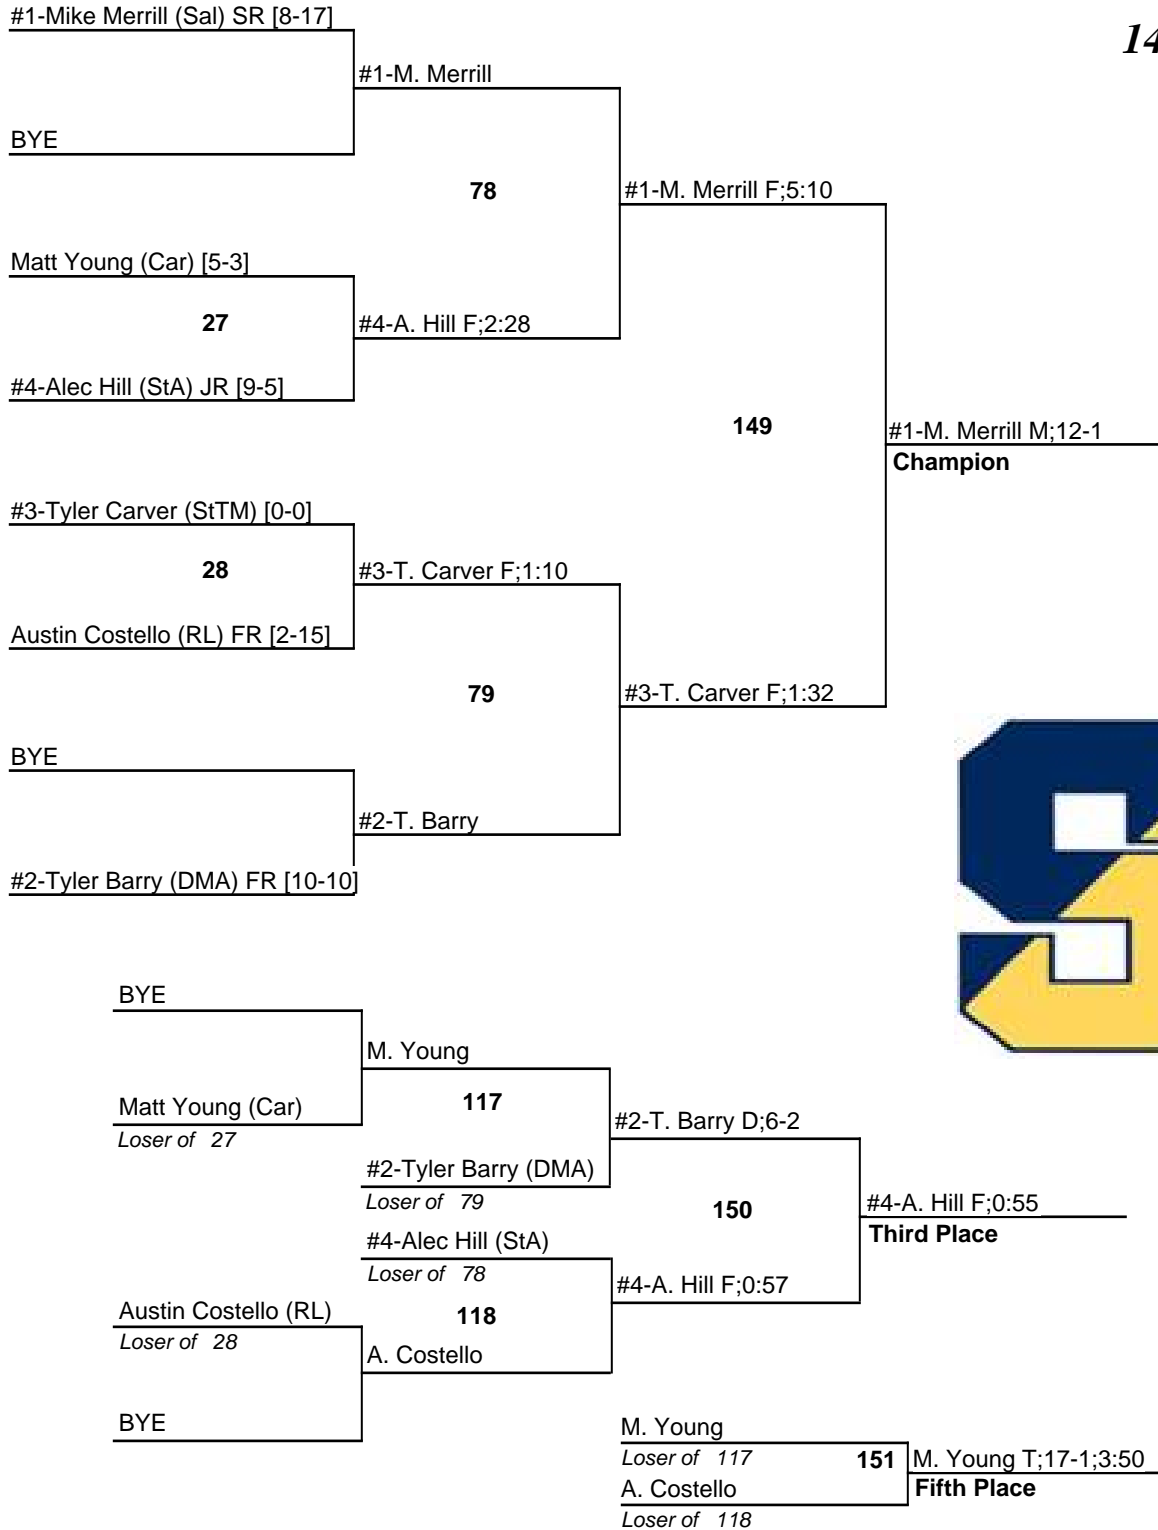 #1-Mike Merrill (Sal) SR [8-17]
14
#1-M. Merrill
BYE
78
#1-M. Merrill F;5:10
Matt Young (Car) [5-3]
27
#4-A. Hill F;2:28
#4-Alec Hill (StA) JR [9-5]
149
#1-M. Merrill M;12-1
Champion
#3-Tyler Carver (StTM) [0-0]
28
#3-T. Carver F;1:10
Austin Costello (RL) FR [2-15]
79
#3-T. Carver F;1:32
BYE
#2-T. Barry
#2-Tyler Barry (DMA) FR [10-10]
S
BYE
M. Young
117
Matt Young (Car)
Loser of 27
#2-T. Barry D;6-2
#2-Tyler Barry (DMA)
Loser of 79
150
#4-A. Hill F;0:55
Third Place
#4-Alec Hill (StA)
Loser of 78
#4-A. Hill F;0:57
Austin Costello (RL)
Loser of 28
118
A. Costello
BYE
M. Young
Loser of 117
151
M. Young T;17-1;3:50
Fifth Place
A. Costello
Loser of 118